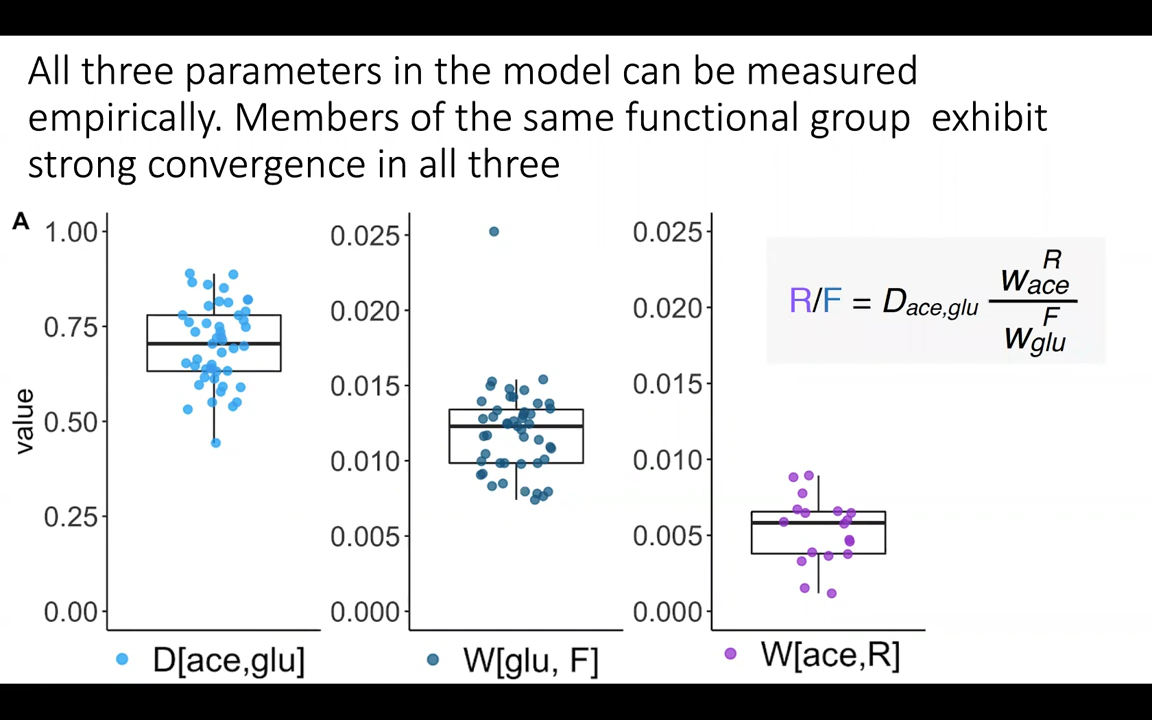 All three parameters in the model can be measured
empirically. Members of the same functional group exhibit
strong convergence in all three
A
value
1.00
0.75
0.50
0.25
0.00
D[ace,glu]
0.025
0.020
0.015
0.010
0.005
0.000
W[glu, F]
0.025
0.020
0.015
0.010
0.005
0.000
W[ace,R]
R/F = D_ace,glu w_ace^R / w_glu^F